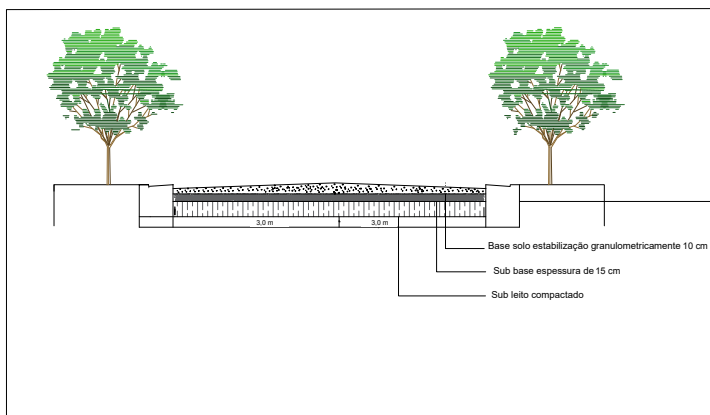 3,0 m 3,0 m
Base solo estabilização granulometricamente 10 cm
Sub base espessura de 15 cm
Sub leito compactado